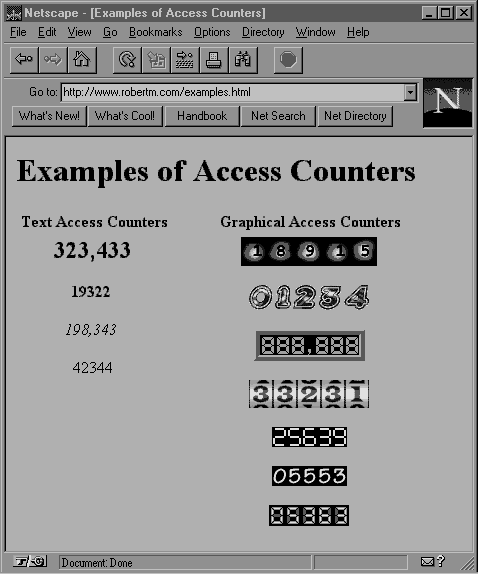 Netscape - [Examples of Access Counters]
File Edit View Go Bookmarks Options Directory Window Help
Go to: http://www.robertm.com/examples.html
N
What's New! What's Cool! Handbook Net Search Net Directory
Examples of Access Counters
Text Access Counters
323,433
19322
198,343
42344
Graphical Access Counters
18915
01234
888,888
33231
25639
05553
88888
Document: Done
?